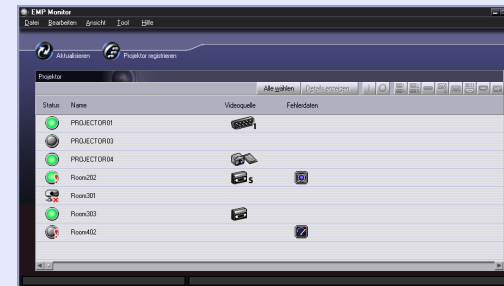 EMP Monitor
Datei Bearbeiten Ansicht Tool Hilfe
Aktualisieren Projektor registrieren
Projektor
Alle wählen Details anzeigen
Status Name Videoquelle Fehlerdaten
PROJECTOR01 1
PROJECTOR03
PROJECTOR04
Room202 S
Room301
Room303
Room402